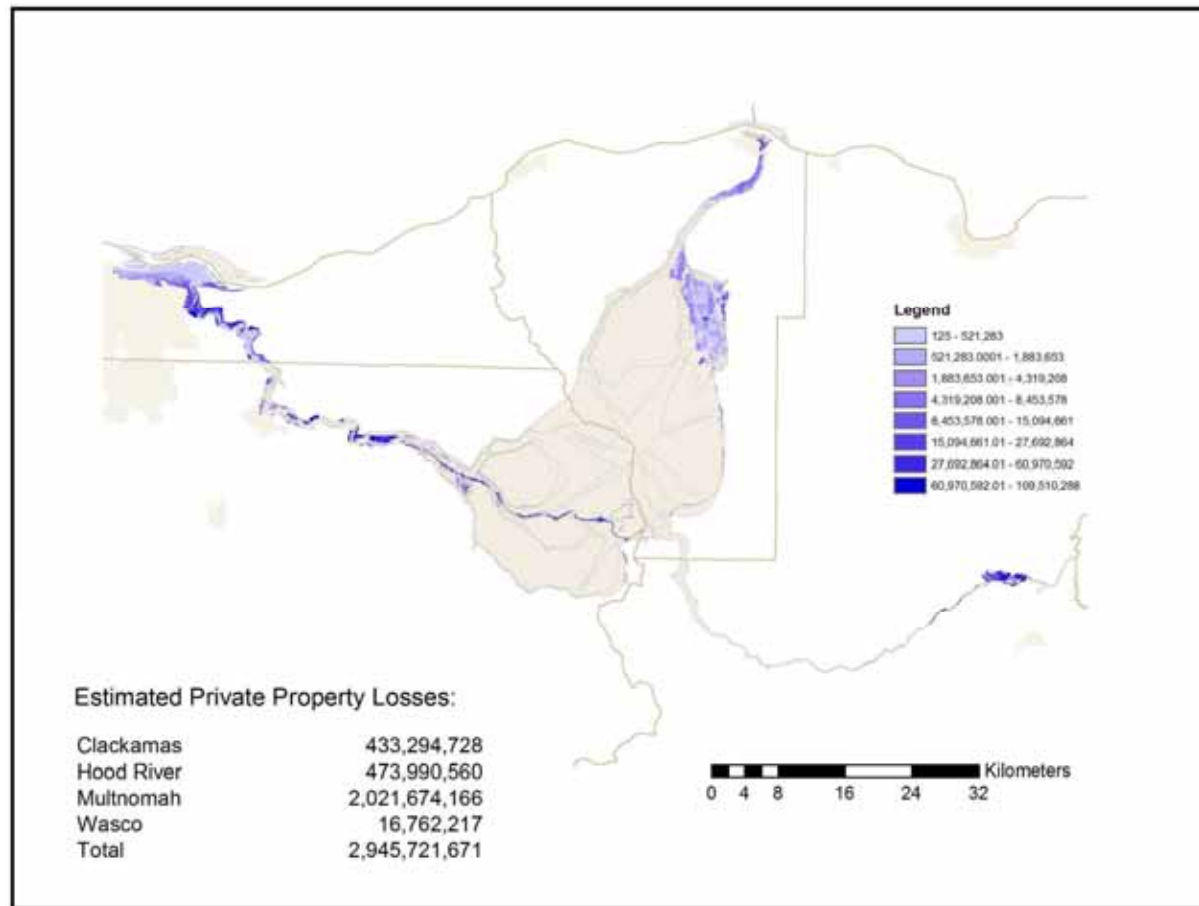 Legend
125 - 521,283
521,283.0001 - 1,883,653
1,883,653.001 - 4,319,208
4,319,208.001 - 8,453,578
8,453,578.001 - 15,094,661
15,094,661.01 - 27,692,864
27,692,864.01 - 60,970,592
60,970,592.01 - 109,510,288
Estimated Private Property Losses:
Clackamas 433,294,728
Hood River 473,990,560
Multnomah 2,021,674,166
Wasco 16,762,217
Total 2,945,721,671
Kilometers
0 4 8 16 24 32